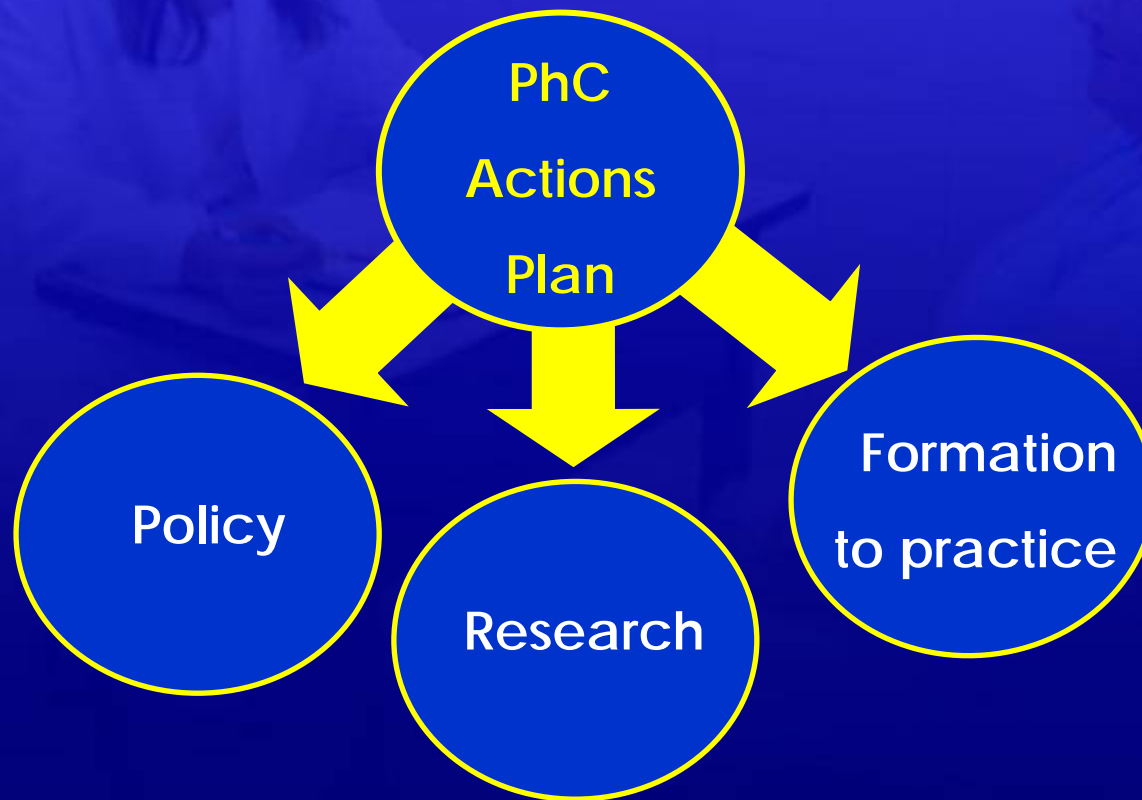 PhC
Actions
Plan
Policy
Research
Formation
to practice